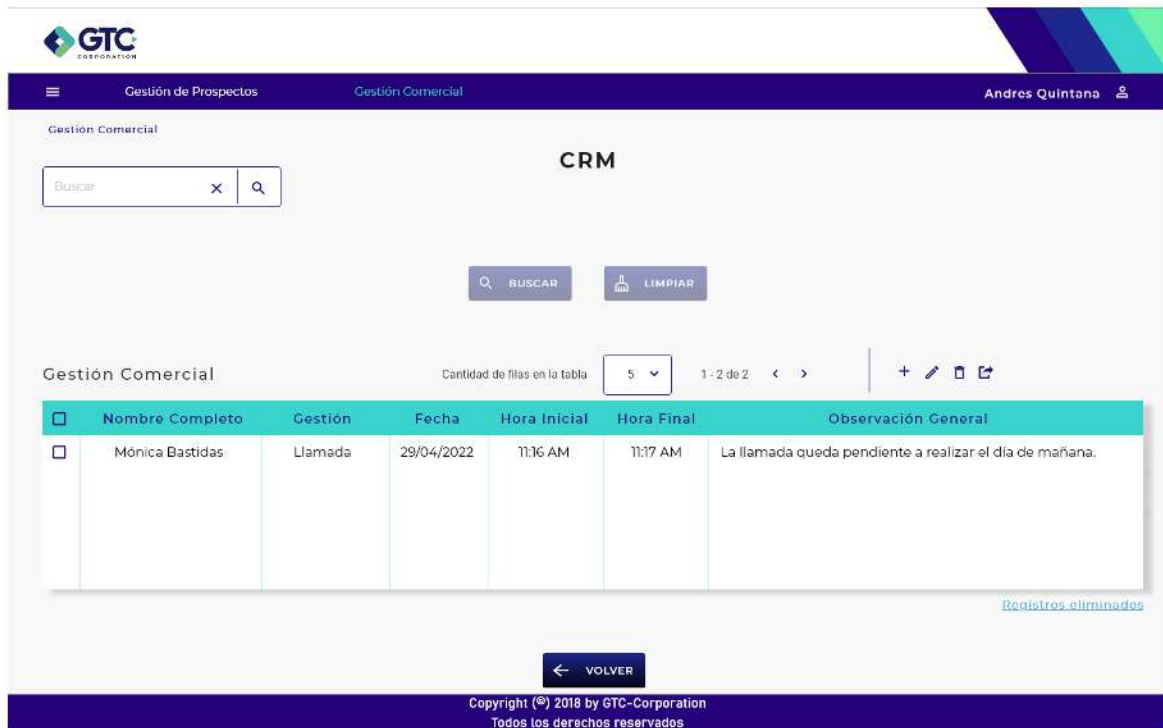 GTC
CORPORATION
Gestión de Prospectos Gestión Comercial Andres Quintana
Gestión Comercial
CRM
Buscar
BUSCAR LIMPIAR
Gestión Comercial Cantidad de filas en la tabla 5 1 - 2 de 2
Nombre Completo Gestión Fecha Hora Inicial Hora Final Observación General
Mónica Bastidas Llamada 29/04/2022 11:16 AM 11:17 AM La llamada queda pendiente a realizar el día de mañana.
Registros eliminados
VOLVER
Copyright (©) 2018 by GTC-Corporation
Todos los derechos reservados